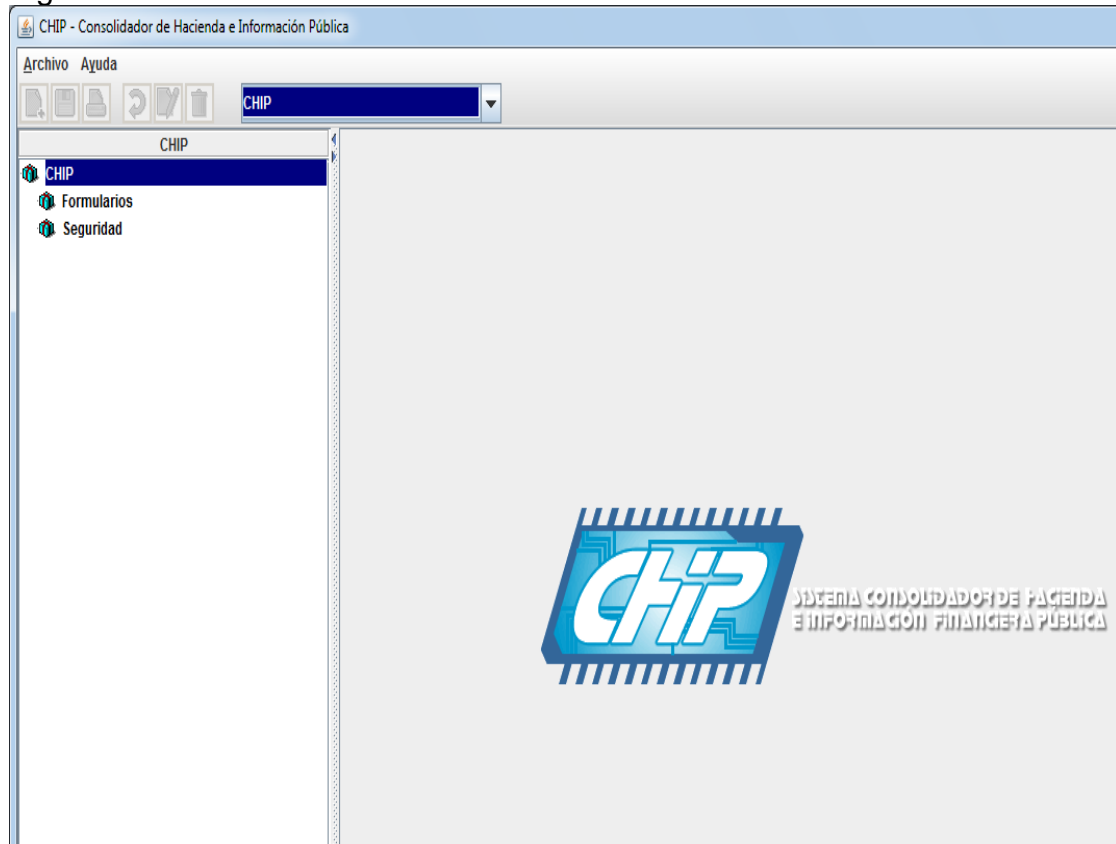 CHIP - Consolidador de Hacienda e Información Pública
Archivo Ayuda
CHIP
CHIP
CHIP
Formularios
Seguridad
CHIP
SISTEMA CONSOLIDADOR DE HACIENDA
E INFORMACIÓN FINANCIERA PÚBLICA